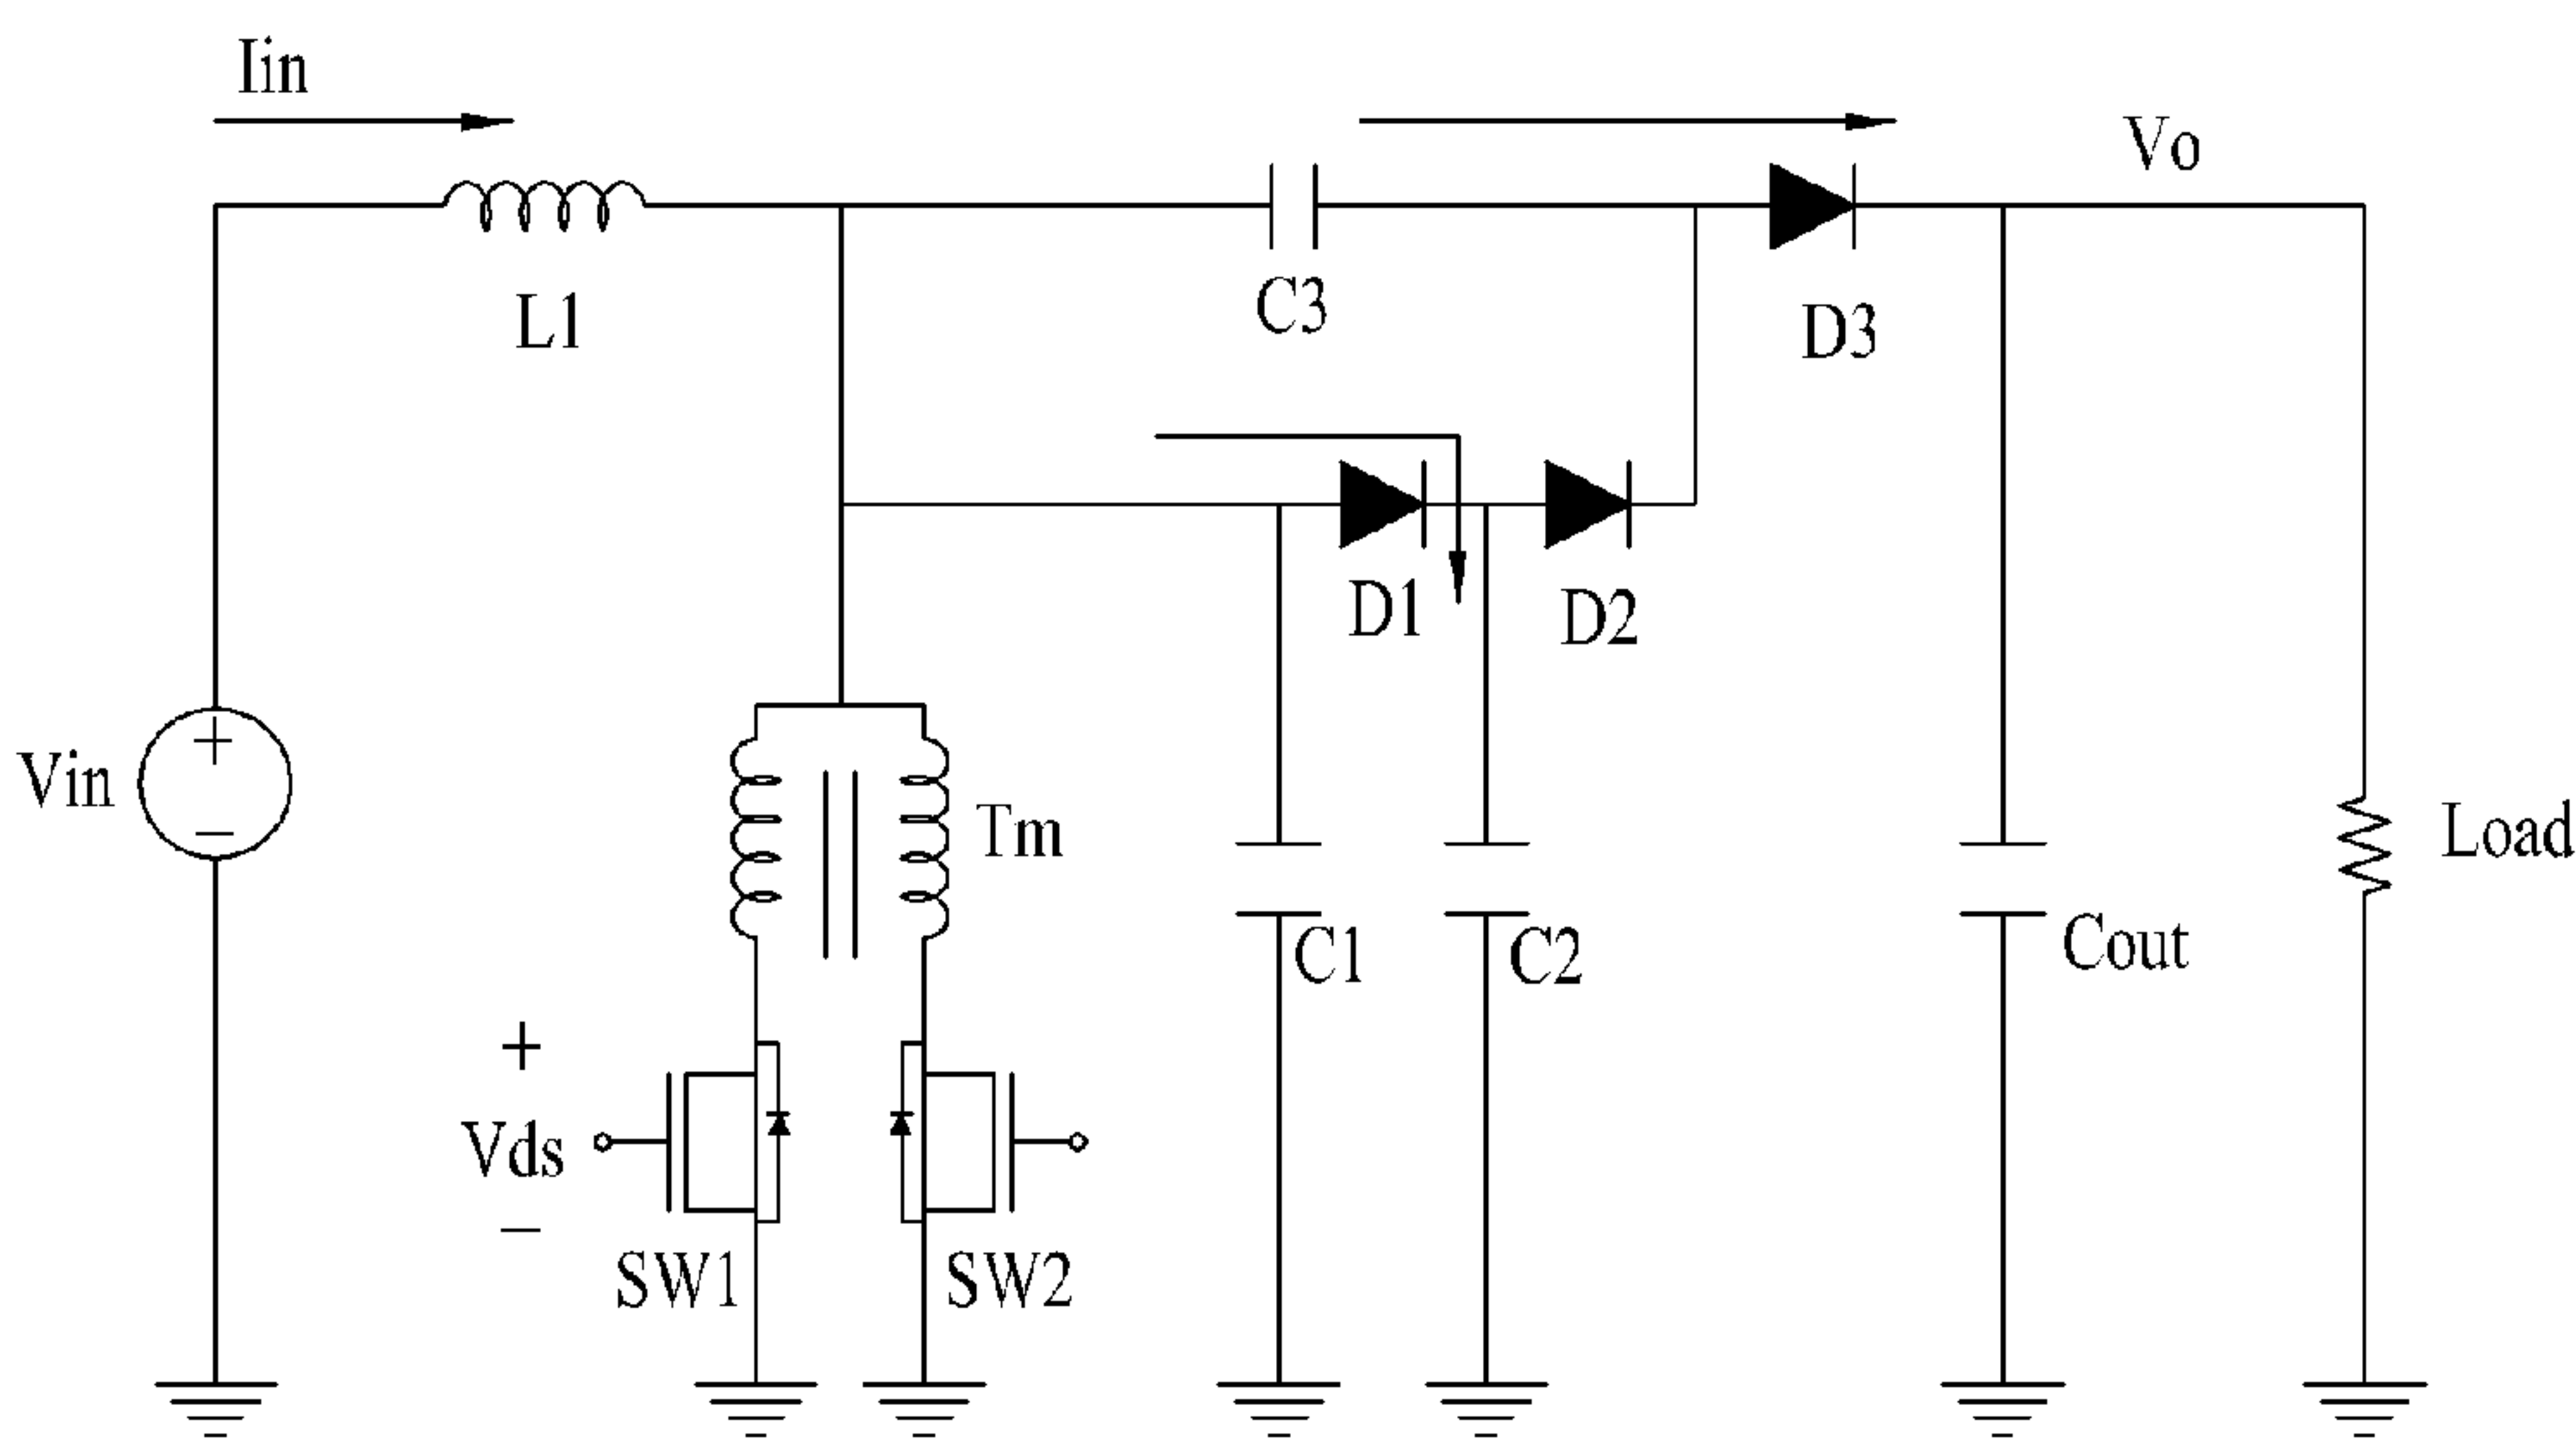 Iin
Vo
L1
C3
D3
D1
D2
+
Vin
−
Tm
Load
C1
C2
Cout
+
Vds
−
SW1
SW2